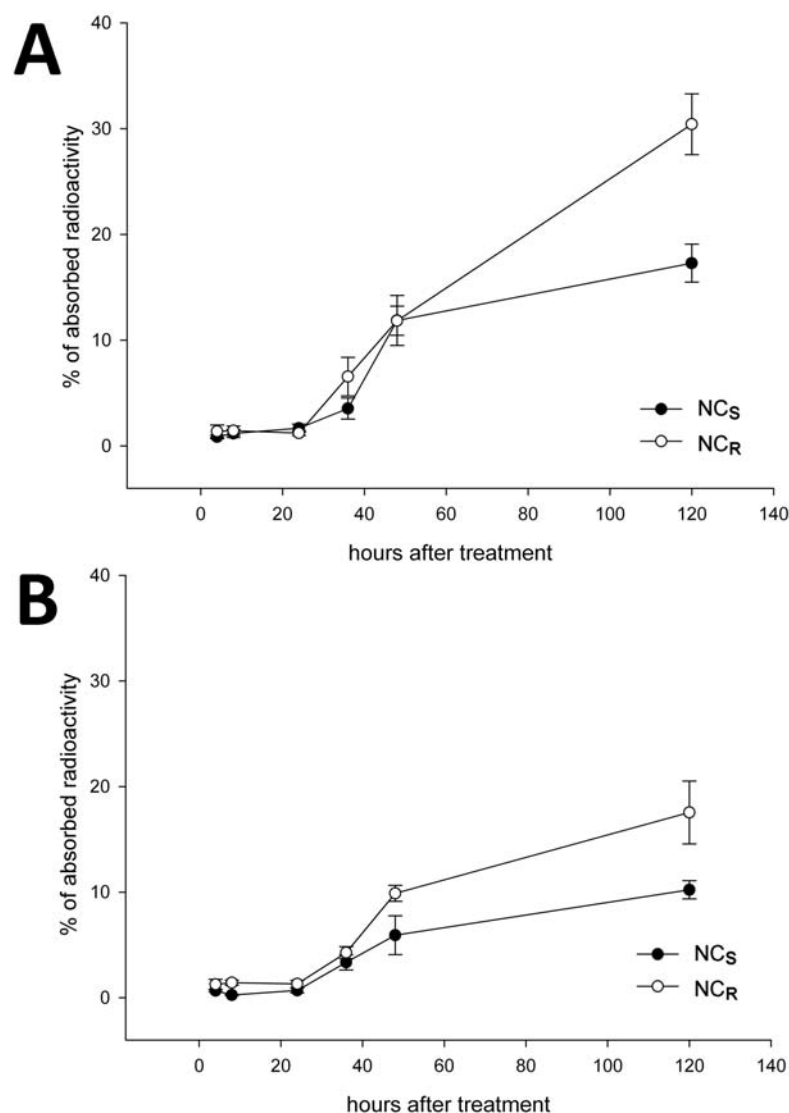 A
% of absorbed radioactivity
40
30
20
10
0
NCS
NCR
0 20 40 60 80 100 120 140
hours after treatment
B
% of absorbed radioactivity
40
30
20
10
0
NCS
NCR
0 20 40 60 80 100 120 140
hours after treatment